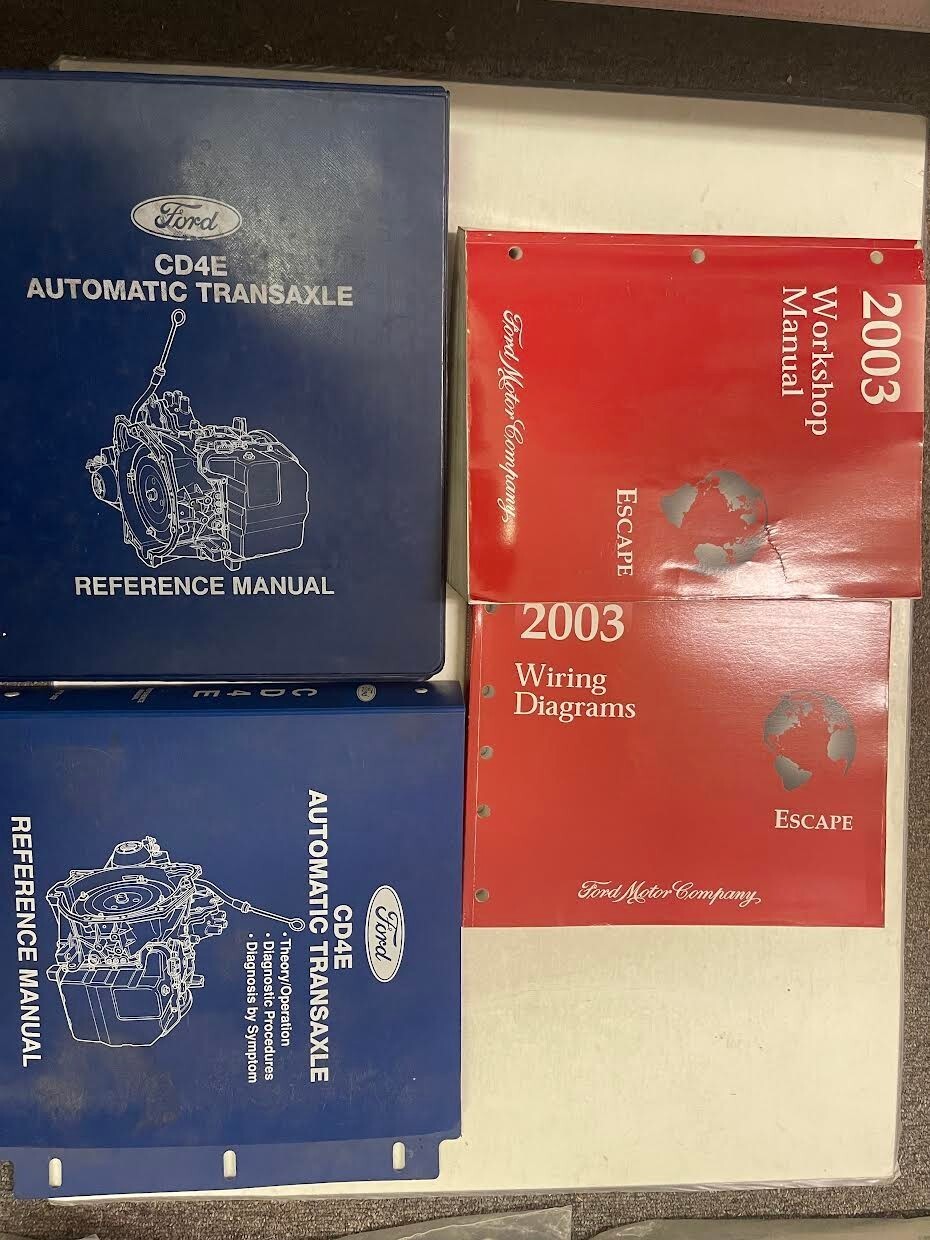 Ford
CD4E
AUTOMATIC TRANSAXLE
REFERENCE MANUAL
2003
Workshop
Manual
ESCAPE
Ford Motor Company
2003
Wiring
Diagrams
ESCAPE
Ford Motor Company
CD4E
Ford
CD4E
AUTOMATIC TRANSAXLE
• Theory/Operation
• Diagnostic Procedures
• Diagnosis by Symptom
REFERENCE MANUAL